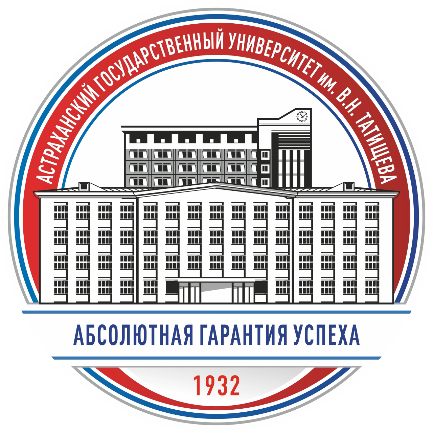 АСТРАХАНСКИЙ ГОСУДАРСТВЕННЫЙ УНИВЕРСИТЕТ ИМ. В.Н. ТАТИЩЕВА
АБСОЛЮТНАЯ ГАРАНТИЯ УСПЕХА
1932